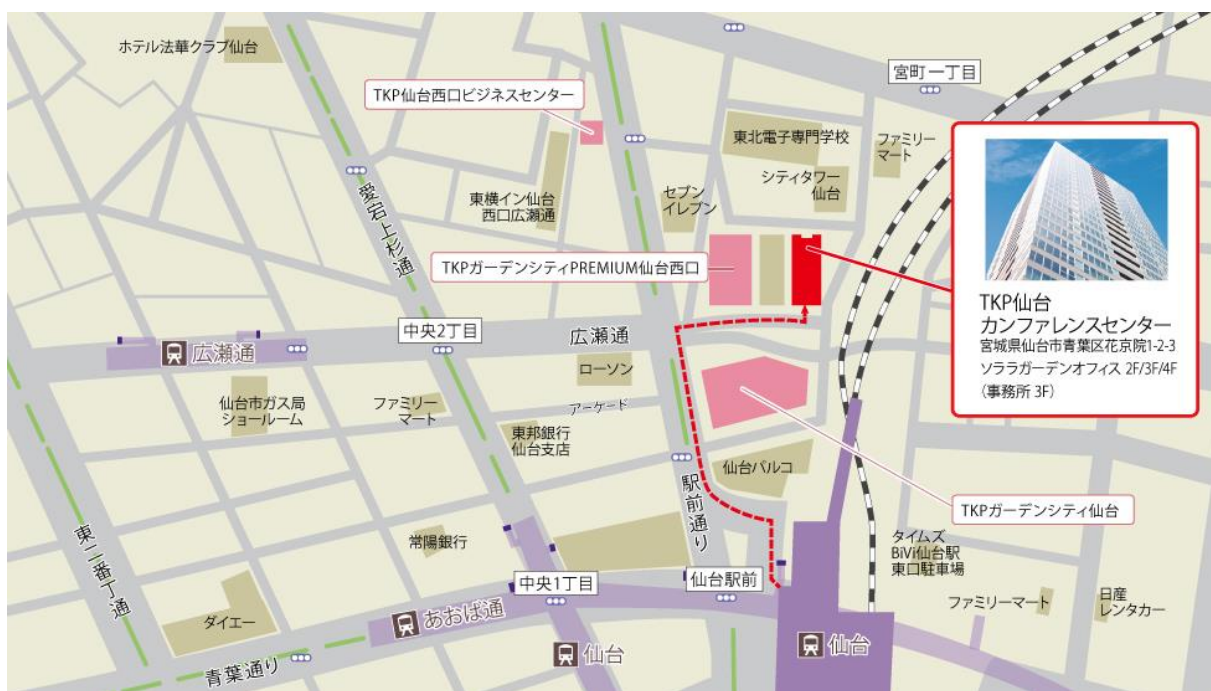 ホテル法華クラブ仙台
宮町一丁目
TKP仙台西口ビジネスセンター
東北電子専門学校
ファミリー
マート
シティタワー
仙台
愛宕上杉通
東横イン仙台
西口広瀬通
セブン
イレブン
TKPガーデンシティPREMIUM仙台西口
TKP仙台
カンファレンスセンター
宮城県仙台市青葉区花京院1-2-3
ソララガーデンオフィス 2F/3F/4F
(事務所 3F)
中央2丁目
広瀬通
広瀬通
ローソン
アーケード
仙台市ガス局
ショールーム
ファミリー
マート
東邦銀行
仙台支店
仙台パルコ
駅前通り
TKPガーデンシティ仙台
東二番丁通
常陽銀行
タイムズ
BiVi仙台駅
東口駐車場
中央1丁目
仙台駅前
ファミリーマート
日産
レンタカー
ダイエー
あおば通
仙台
仙台
青葉通り